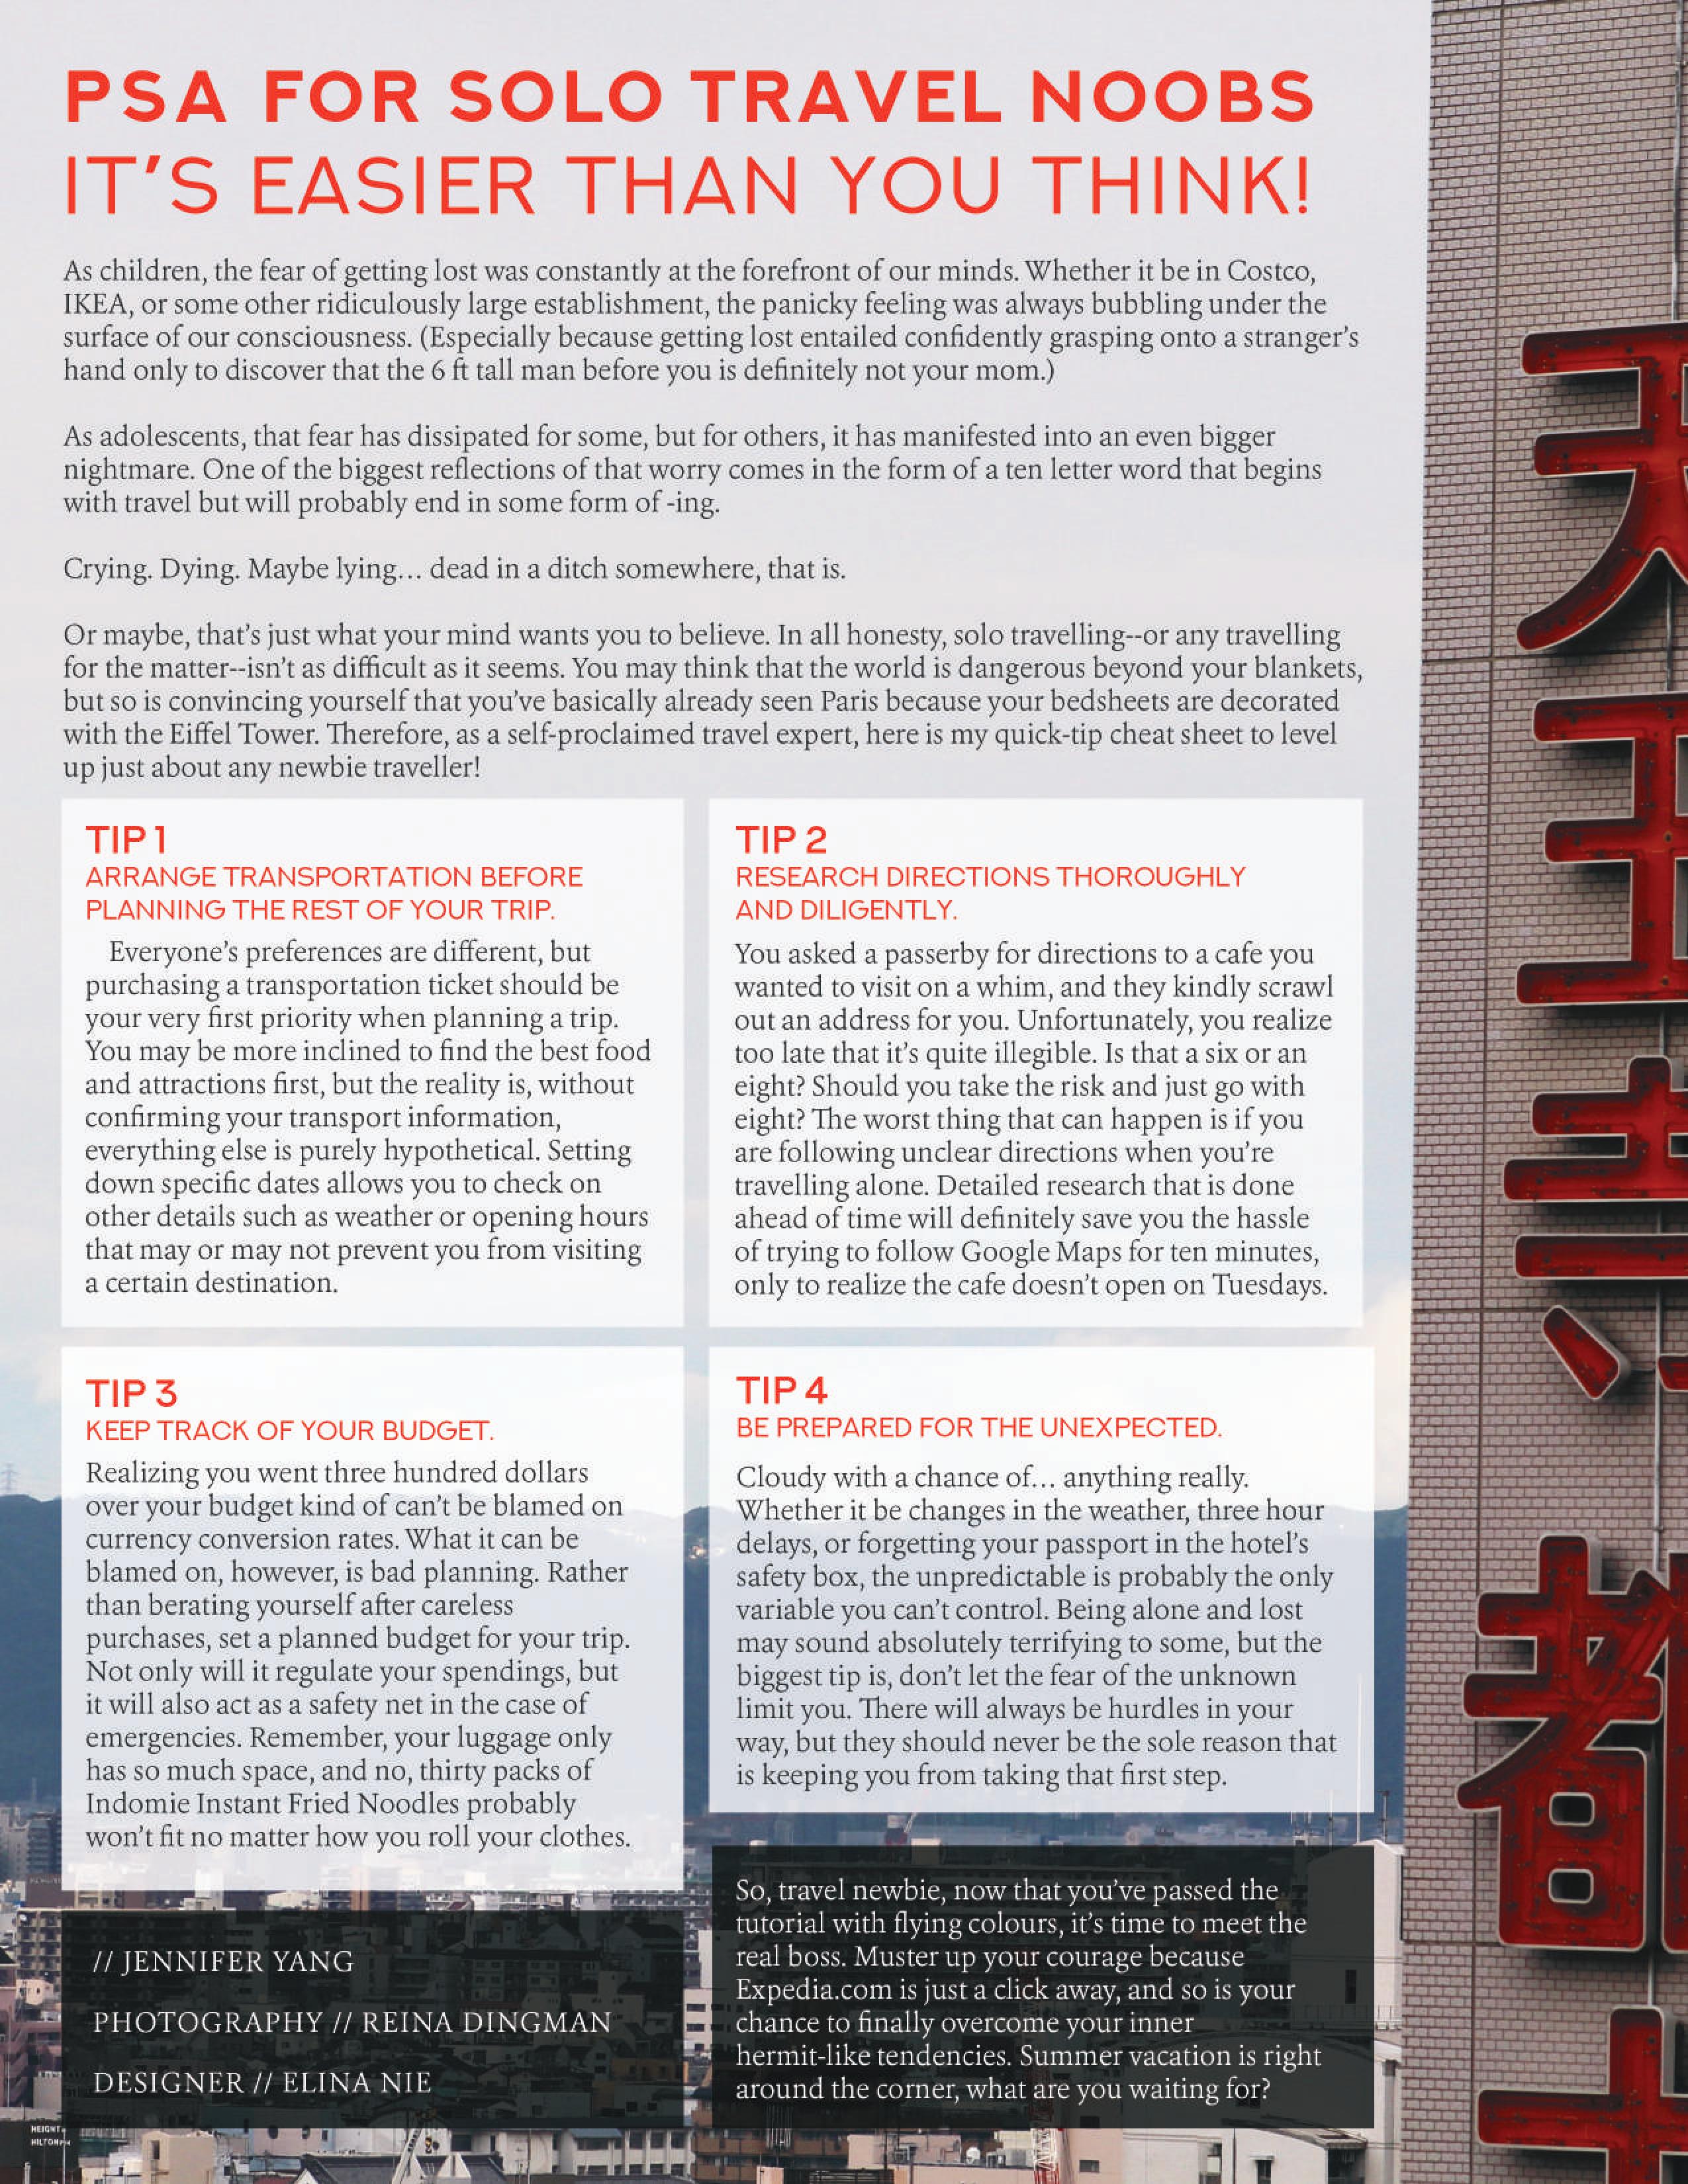 PSA FOR SOLO TRAVEL NOOBS
IT'S EASIER THAN YOU THINK!
As children, the fear of getting lost was constantly at the forefront of our minds. Whether it be in Costco,
IKEA, or some other ridiculously large establishment, the panicky feeling was always bubbling under the
surface of our consciousness. (Especially because getting lost entailed confidently grasping onto a stranger's
hand only to discover that the 6 ft tall man before you is definitely not your mom.)
As adolescents, that fear has dissipated for some, but for others, it has manifested into an even bigger
nightmare. One of the biggest reflections of that worry comes in the form of a ten letter word that begins
with travel but will probably end in some form of -ing.
Crying. Dying. Maybe lying... dead in a ditch somewhere, that is.
Or maybe, that's just what your mind wants you to believe. In all honesty, solo travelling--or any travelling
for the matter--isn't as difficult as it seems. You may think that the world is dangerous beyond your blankets,
but so is convincing yourself that you've basically already seen Paris because your bedsheets are decorated
with the Eiffel Tower. Therefore, as a self-proclaimed travel expert, here is my quick-tip cheat sheet to level
up just about any newbie traveller!
TIP 1
ARRANGE TRANSPORTATION BEFORE
PLANNING THE REST OF YOUR TRIP.
Everyone's preferences are different, but
purchasing a transportation ticket should be
your very first priority when planning a trip.
You may be more inclined to find the best food
and attractions first, but the reality is, without
confirming your transport information,
everything else is purely hypothetical. Setting
down specific dates allows you to check on
other details such as weather or opening hours
that may or may not prevent you from visiting
a certain destination.
TIP 2
RESEARCH DIRECTIONS THOROUGHLY
AND DILIGENTLY.
You asked a passerby for directions to a cafe you
wanted to visit on a whim, and they kindly scrawl
out an address for you. Unfortunately, you realize
too late that it's quite illegible. Is that a six or an
eight? Should you take the risk and just go with
eight? The worst thing that can happen is if you
are following unclear directions when you're
travelling alone. Detailed research that is done
ahead of time will definitely save you the hassle
of trying to follow Google Maps for ten minutes,
only to realize the cafe doesn't open on Tuesdays.
TIP 3
KEEP TRACK OF YOUR BUDGET.
Realizing you went three hundred dollars
over your budget kind of can't be blamed on
currency conversion rates. What it can be
blamed on, however, is bad planning. Rather
than berating yourself after careless
purchases, set a planned budget for your trip.
Not only will it regulate your spendings, but
it will also act as a safety net in the case of
emergencies. Remember, your luggage only
has so much space, and no, thirty packs of
Indomie Instant Fried Noodles probably
won't fit no matter how you roll your clothes.
TIP 4
BE PREPARED FOR THE UNEXPECTED.
Cloudy with a chance of... anything really.
Whether it be changes in the weather, three hour
delays, or forgetting your passport in the hotel's
safety box, the unpredictable is probably the only
variable you can't control. Being alone and lost
may sound absolutely terrifying to some, but the
biggest tip is, don't let the fear of the unknown
limit you. There will always be hurdles in your
way, but they should never be the sole reason that
is keeping you from taking that first step.
// JENNIFER YANG
PHOTOGRAPHY // REINA DINGMAN
DESIGNER // ELINA NIE
So, travel newbie, now that you've passed the
tutorial with flying colours, it's time to meet the
real boss. Muster up your courage because
Expedia.com is just a click away, and so is your
chance to finally overcome your inner
hermit-like tendencies. Summer vacation is right
around the corner, what are you waiting for?
HEIGHT
HILTON